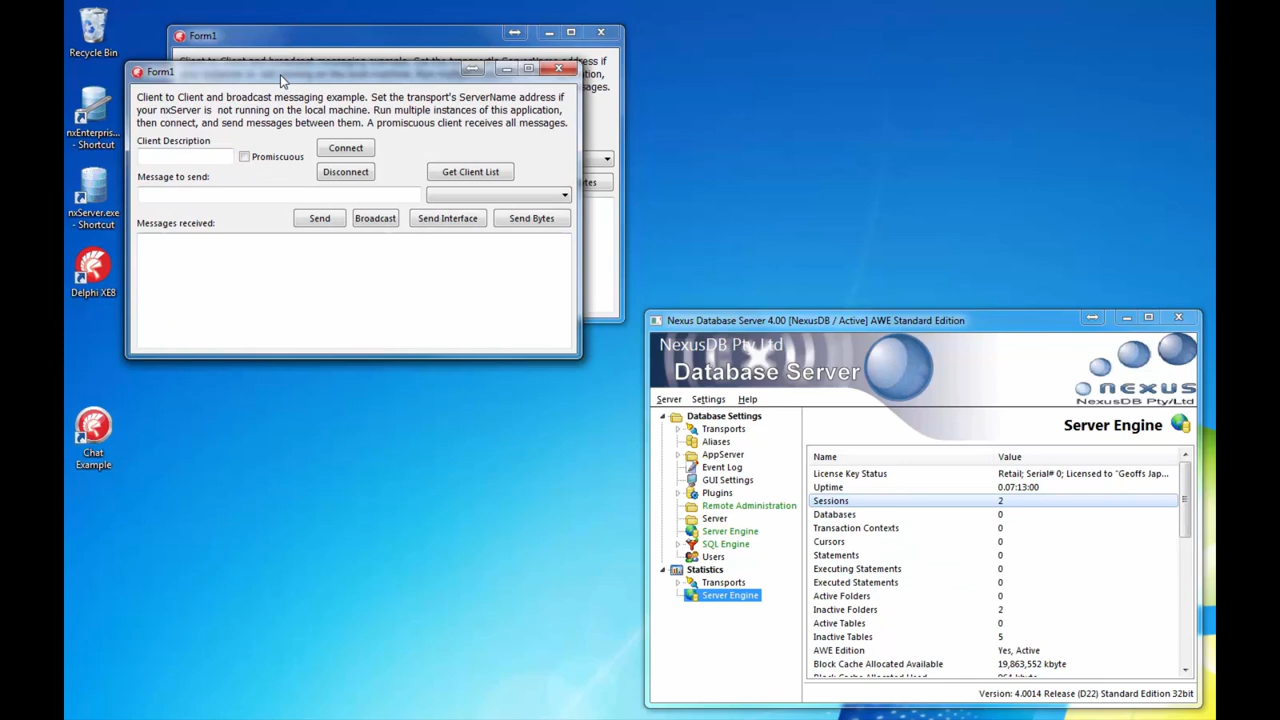 Recycle Bin
nxEnterpris...
- Shortcut
nxServer.exe
- Shortcut
Delphi XE8
Chat
Example
Form1
Form1
Client to Client and broadcast messaging example. Set the transport's ServerName address if
your nxServer is not running on the local machine. Run multiple instances of this application,
then connect, and send messages between them. A promiscuous client receives all messages.
Client Description
Promiscuous
Connect
Disconnect
Get Client List
Message to send:
Send
Broadcast
Send Interface
Send Bytes
Messages received:
Nexus Database Server 4.00 [NexusDB / Active] AWE Standard Edition
NexusDB Pty Ltd
Database Server
nexus
NexusDB Pty/Ltd
Server Settings Help
Database Settings
Transports
Aliases
AppServer
Event Log
GUI Settings
Plugins
Remote Administration
Server
Server Engine
SQL Engine
Users
Statistics
Transports
Server Engine
Server Engine
Name Value
License Key Status Retail; Serial# 0; Licensed to "Geoffs Jap...
Uptime 0.07:13:00
Sessions 2
Databases 0
Transaction Contexts 0
Cursors 0
Statements 0
Executing Statements 0
Executed Statements 0
Active Folders 0
Inactive Folders 2
Active Tables 0
Inactive Tables 5
AWE Edition Yes, Active
Block Cache Allocated Available 19,863,552 kbyte
Version: 4.0014 Release (D22) Standard Edition 32bit